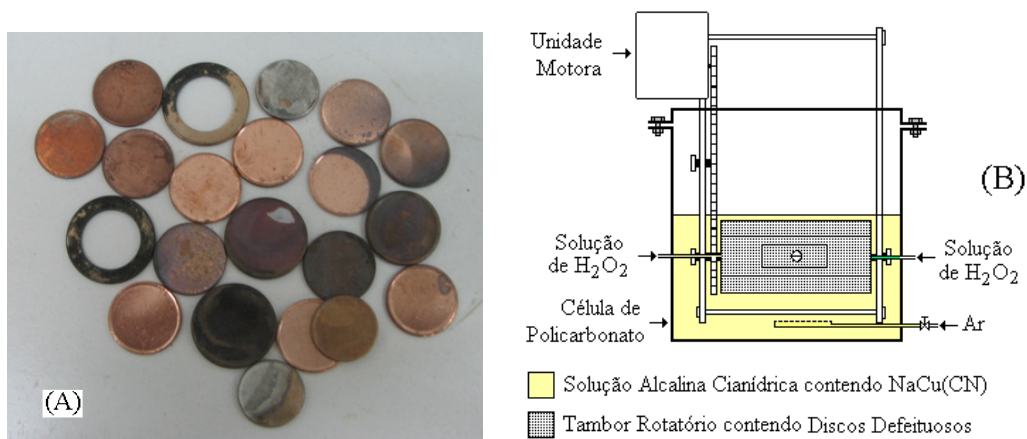 (A)
Unidade
Motora
(B)
Solução
de H₂O₂
Solução
de H₂O₂
Célula de
Policarbonato
Ar
Solução Alcalina Cianídrica contendo NaCu(CN)
Tambor Rotatório contendo Discos Defeituosos